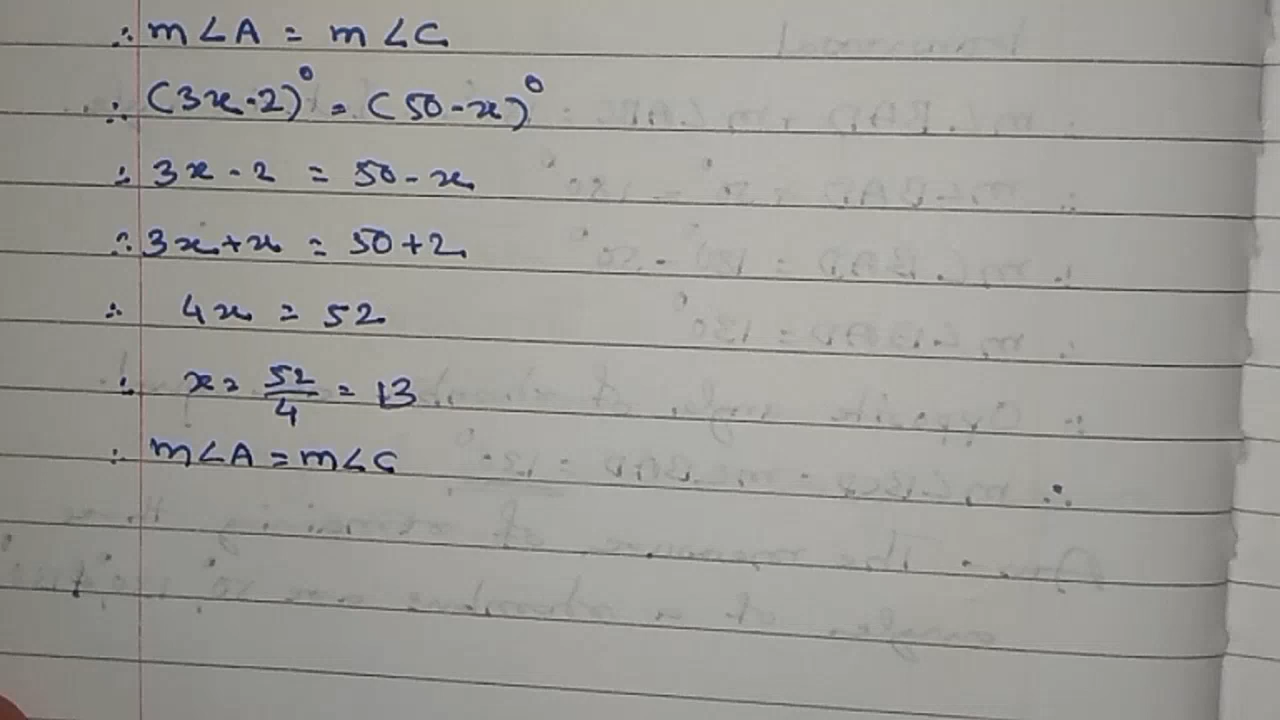 ∴ m∠A = m∠C
∴ (3x-2)° = (50-x)°
∴ 3x-2 = 50-x
∴ 3x+x = 50+2
∴ 4x = 52
∴ x = 52/4 = 13
∴ m∠A = m∠C